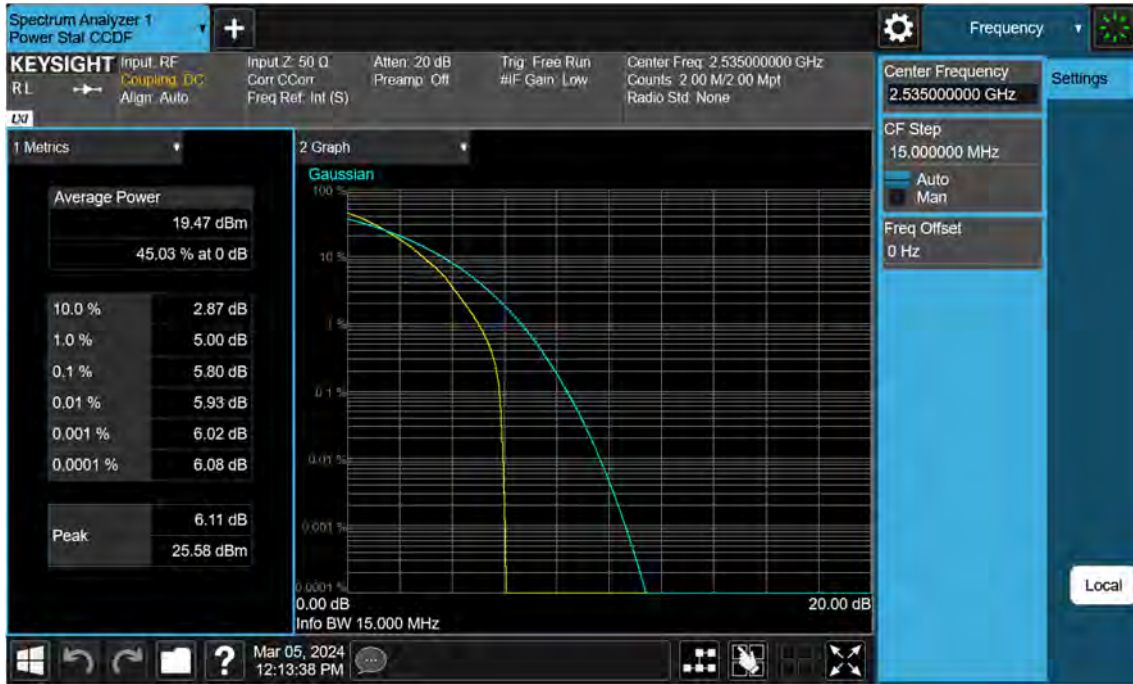 Spectrum Analyzer 1
Power Stat CCDF
+
Frequency
KEYSIGHT
RL
LXI
Input: RF
Coupling: DC
Align: Auto
Input Z: 50 Ω
Corr CCorr
Freq Ref: Int (S)
Atten: 20 dB
Preamp: Off
Trig: Free Run
#IF Gain: Low
Center Freq: 2.535000000 GHz
Counts: 2.00 M/2.00 Mpt
Radio Std: None
Center Frequency
2.535000000 GHz
Settings
CF Step
15.000000 MHz
Auto
Man
Freq Offset
0 Hz
Local
1 Metrics
Average Power
19.47 dBm
45.03 % at 0 dB
10.0 % 2.87 dB
1.0 % 5.00 dB
0.1 % 5.80 dB
0.01 % 5.93 dB
0.001 % 6.02 dB
0.0001 % 6.08 dB
Peak
6.11 dB
25.58 dBm
2 Graph
Gaussian
100 %
10 %
1 %
0.1 %
0.01 %
0.001 %
0.0001 %
0.00 dB 20.00 dB
Info BW 15.000 MHz
?
Mar 05, 2024
12:13:38 PM